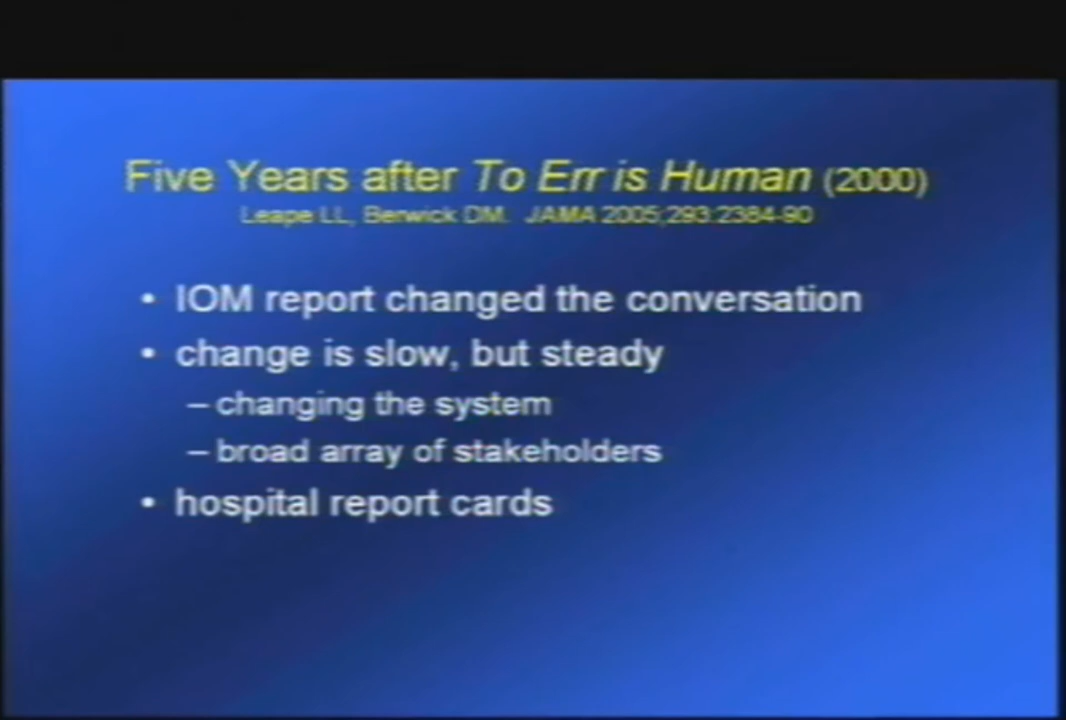 Five Years after To Err is Human (2000)
Leape LL, Berwick DM. JAMA 2005;293:2384-90
• IOM report changed the conversation
• change is slow, but steady
– changing the system
– broad array of stakeholders
• hospital report cards